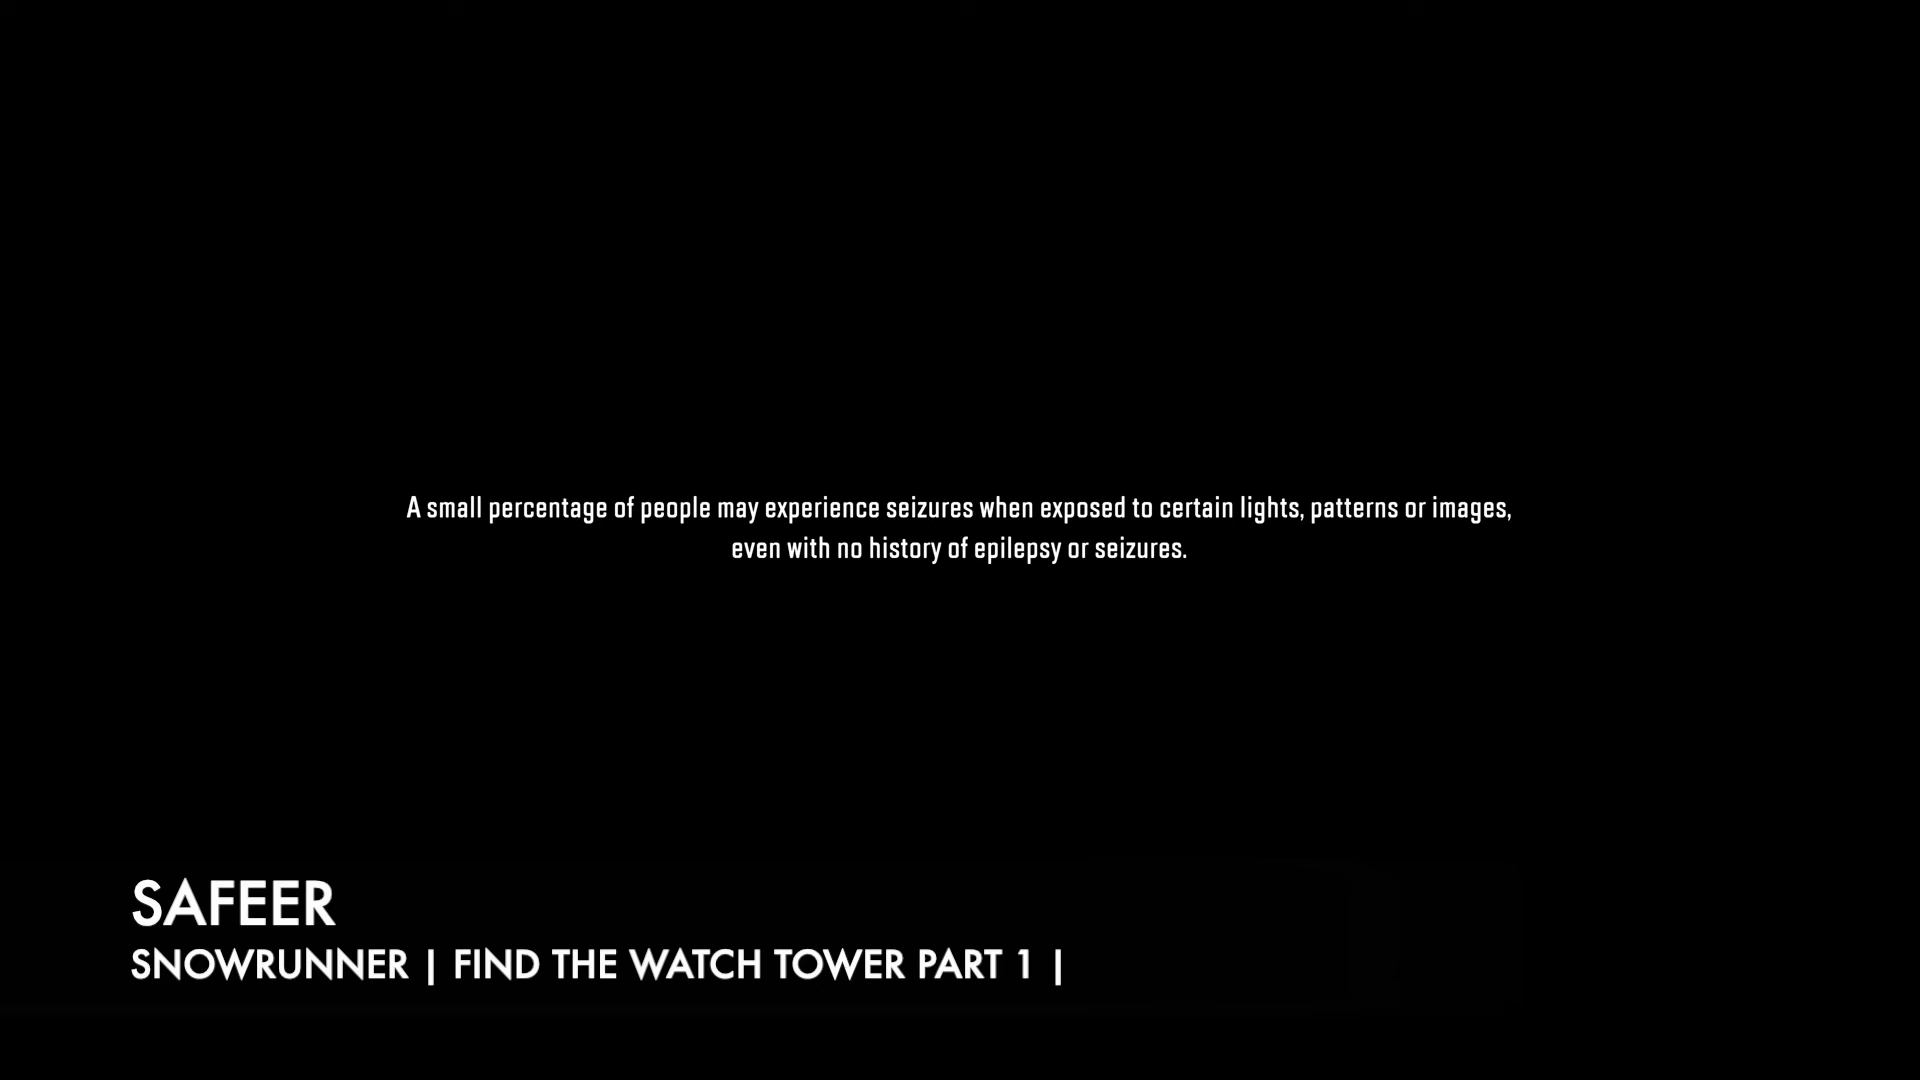 A small percentage of people may experience seizures when exposed to certain lights, patterns or images,
even with no history of epilepsy or seizures.
SAFEER
SNOWRUNNER | FIND THE WATCH TOWER PART 1 |